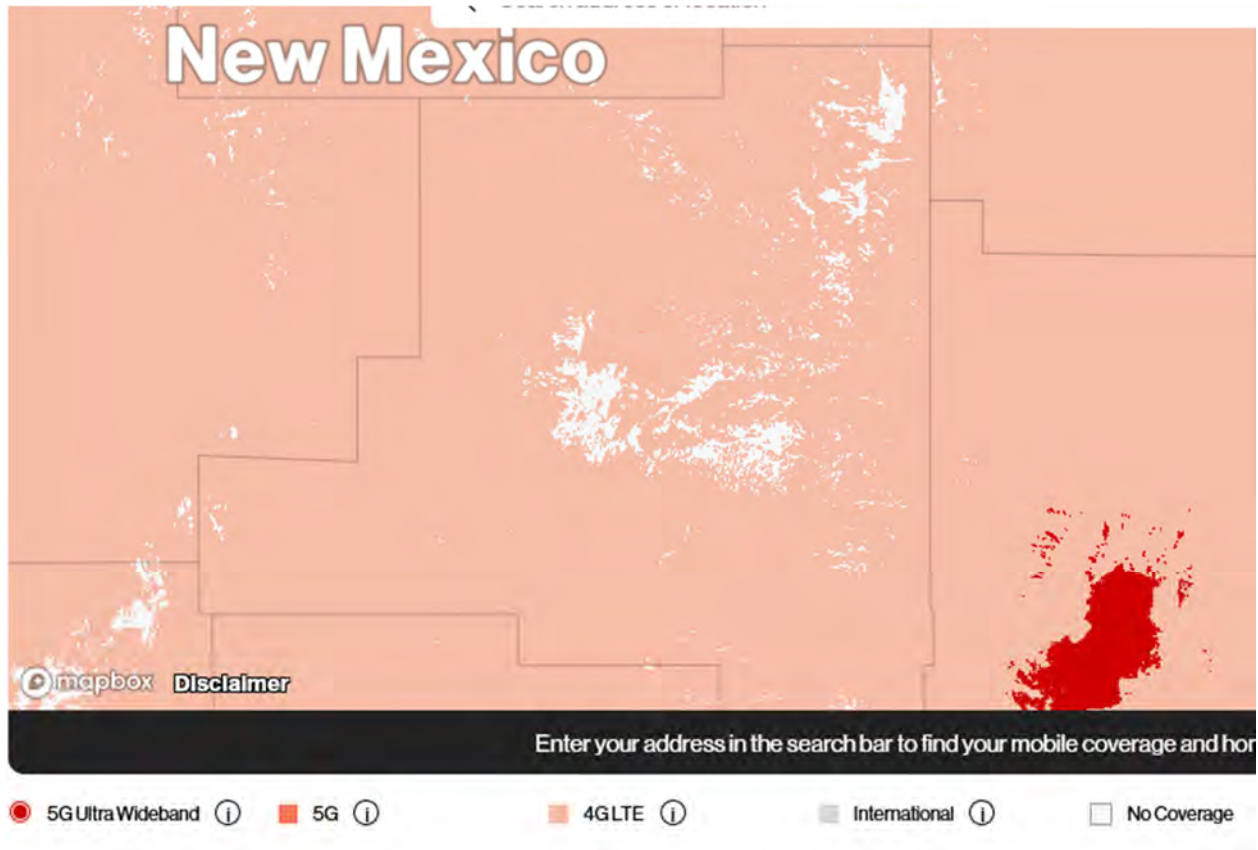 New Mexico
mapbox Disclaimer
Enter your address in the search bar to find your mobile coverage and
5G Ultra Wideband
5G
4G LTE
International
No Coverage